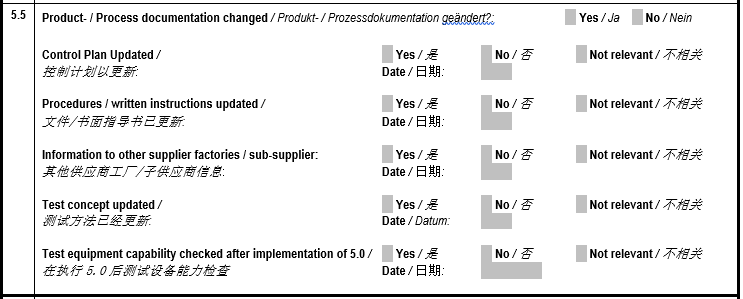 5.5 Product- / Process documentation changed / Produkt- / Prozessdokumentation geändert?: Yes / Ja No / Nein
Control Plan Updated / Yes / 是 No / 否 Not relevant / 不相关
控制计划以更新: Date / 日期:
Procedures / written instructions updated / Yes / 是 No / 否 Not relevant / 不相关
文件/书面指导书已更新: Date / 日期:
Information to other supplier factories / sub-supplier: Yes / 是 No / 否 Not relevant / 不相关
其他供应商工厂/子供应商信息: Date / 日期:
Test concept updated / Yes / 是 No / 否 Not relevant / 不相关
测试方法已经更新: Date / Datum:
Test equipment capability checked after implementation of 5.0 / Yes / 是 No / 否 Not relevant / 不相关
在执行 5.0后测试设备能力检查 Date / 日期: